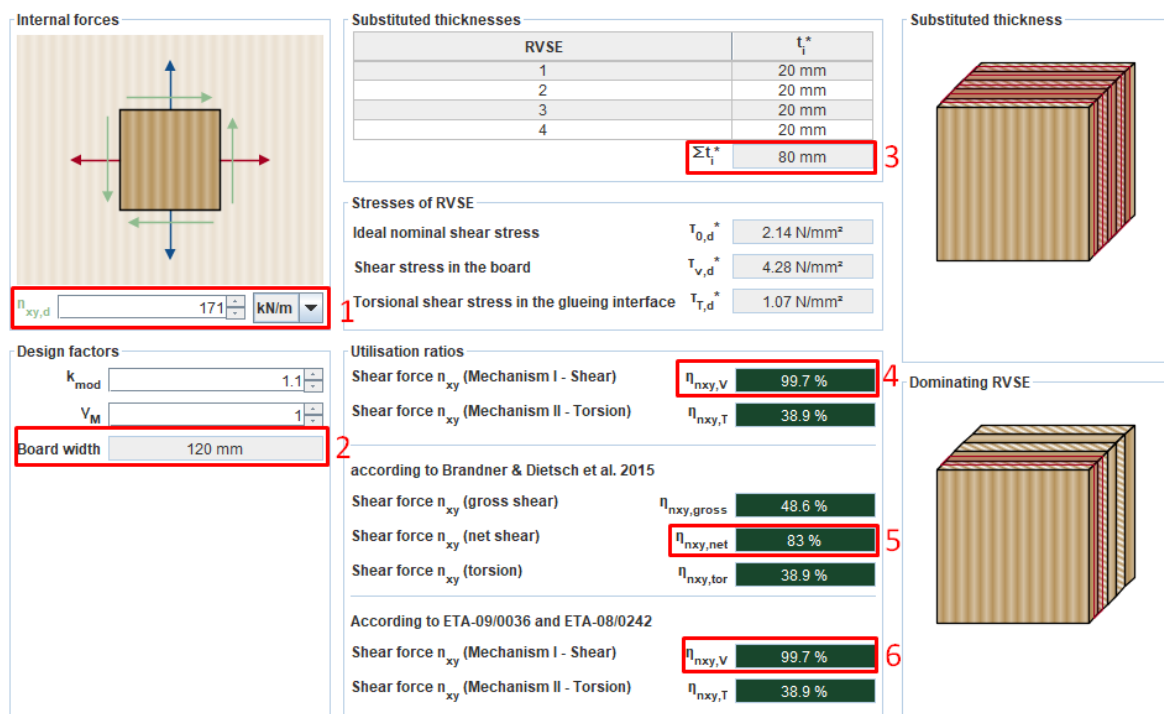 Internal forces
n xy,d 171 kN/m 1
Design factors
k mod 1.1
γ M 1
Board width 120 mm 2
Substituted thicknesses
RVSE t i *
1 20 mm
2 20 mm
3 20 mm
4 20 mm
Σt i * 80 mm 3
Stresses of RVSE
Ideal nominal shear stress τ 0,d * 2.14 N/mm²
Shear stress in the board τ v,d * 4.28 N/mm²
Torsional shear stress in the glueing interface τ T,d * 1.07 N/mm²
Utilisation ratios
Shear force n xy (Mechanism I - Shear) η nxy,V 99.7 % 4
Shear force n xy (Mechanism II - Torsion) η nxy,T 38.9 %
according to Brandner & Dietsch et al. 2015
Shear force n xy (gross shear) η nxy,gross 48.6 %
Shear force n xy (net shear) η nxy,net 83 % 5
Shear force n xy (torsion) η nxy,tor 38.9 %
According to ETA-09/0036 and ETA-08/0242
Shear force n xy (Mechanism I - Shear) η nxy,V 99.7 % 6
Shear force n xy (Mechanism II - Torsion) η nxy,T 38.9 %
Substituted thickness
Dominating RVSE